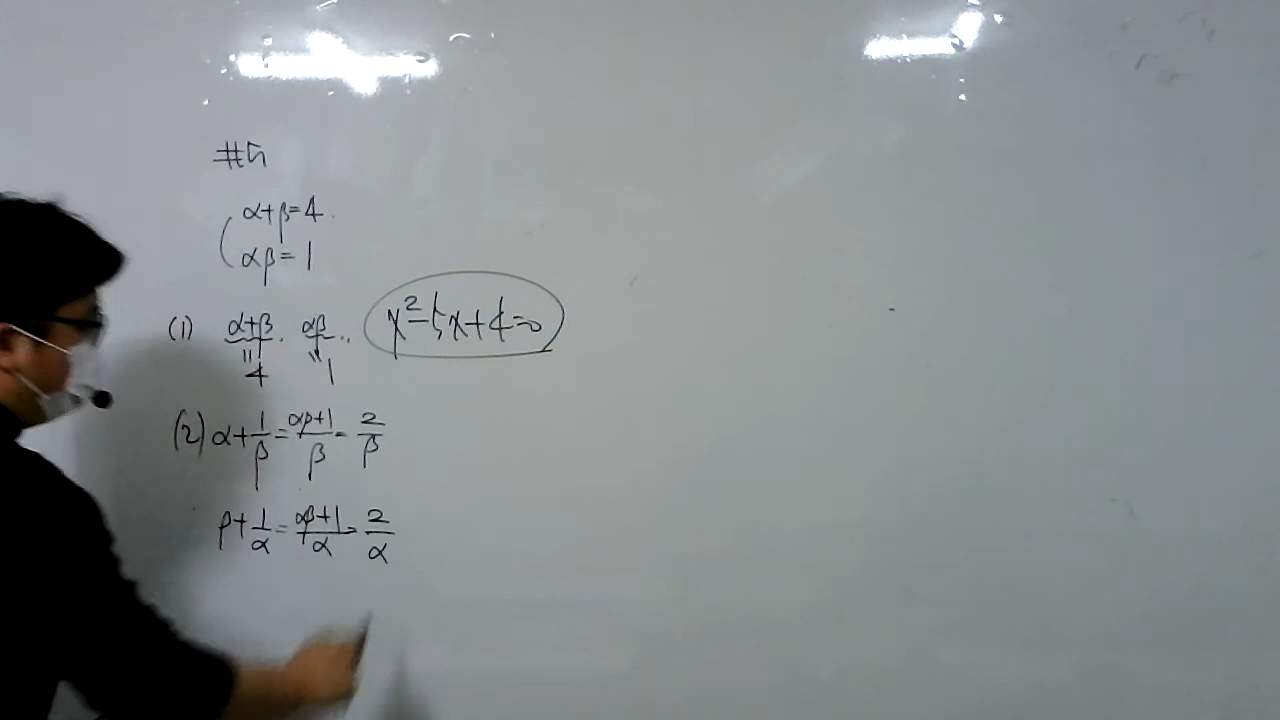 #5
α+β=4
αβ=1
(1) α+β. αβ.. x²-5x+4=0
" "
4 1
(2) α+1/β=αβ+1/β=2/β
β+1/α=αβ+1/α=2/α